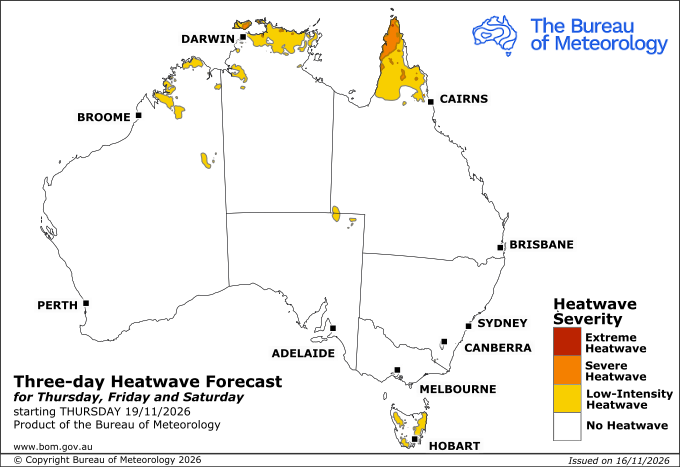 The Bureau
of Meteorology
DARWIN
CAIRNS
BROOME
BRISBANE
PERTH
ADELAIDE
SYDNEY
CANBERRA
MELBOURNE
HOBART
Heatwave
Severity
Extreme
Heatwave
Severe
Heatwave
Low-Intensity
Heatwave
No Heatwave
Three-day Heatwave Forecast
for Thursday, Friday and Saturday
starting THURSDAY 19/11/2026
Product of the Bureau of Meteorology
www.bom.gov.au
© Copyright Bureau of Meteorology 2026
Issued on 16/11/2026